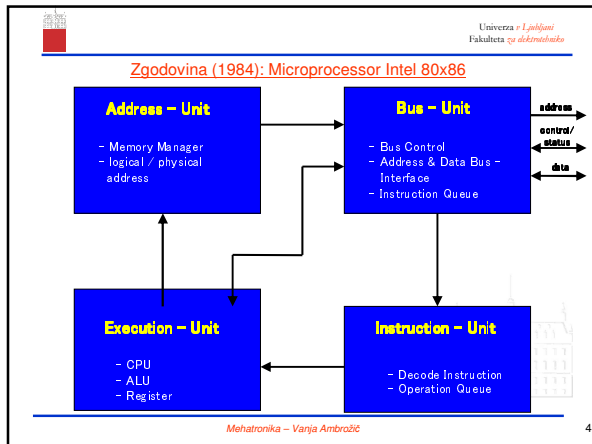 Univerza v Ljubljani
Fakulteta za elektrotehniko
Zgodovina (1984): Microprocessor Intel 80x86
Address – Unit
– Memory Manager
– logical / physical
address
Bus – Unit
– Bus Control
– Address & Data Bus –
Interface
– Instruction Queue
address
control/
status
data
Execution – Unit
– CPU
– ALU
– Register
Instruction – Unit
– Decode Instruction
– Operation Queue
Mehatronika – Vanja Ambrožič
4